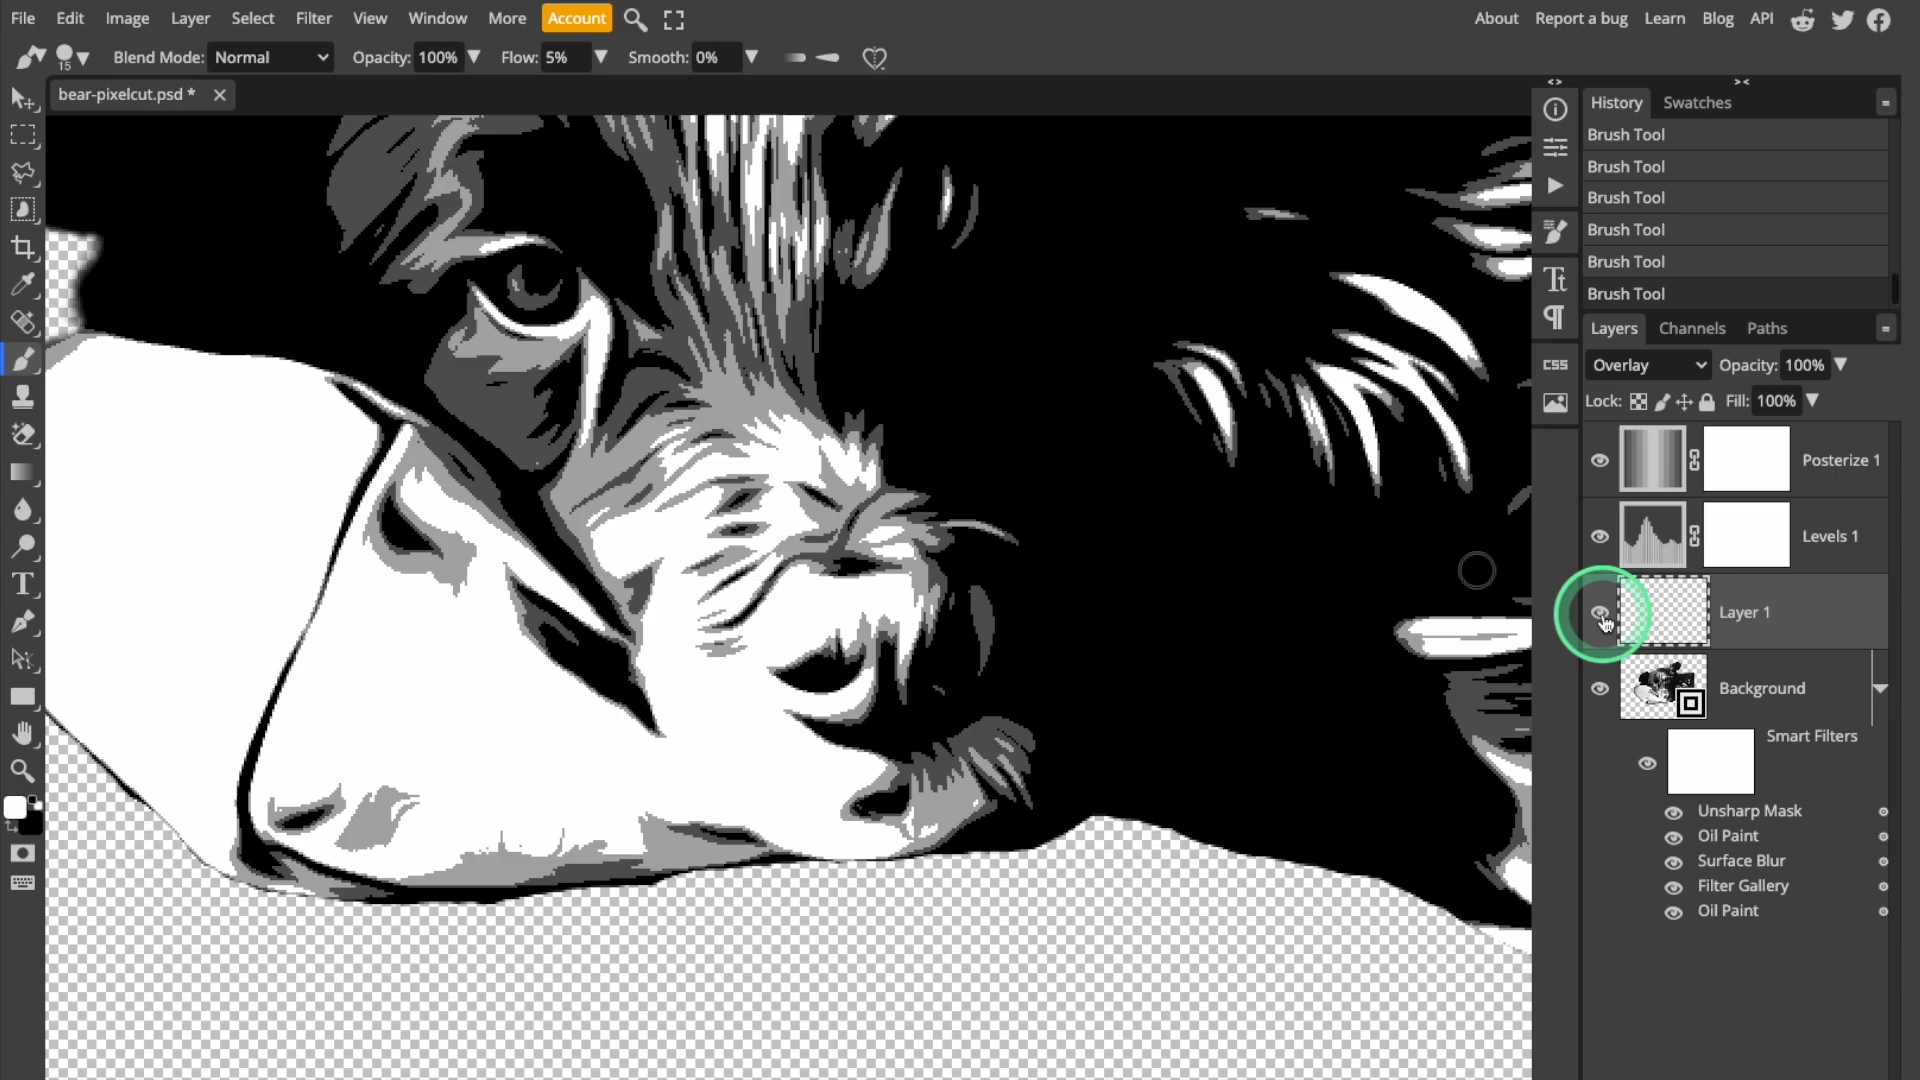 File Edit Image Layer Select Filter View Window More Account About Report a bug Learn Blog API
15 Blend Mode: Normal Opacity: 100% Flow: 5% Smooth: 0%
bear-pixelcut.psd *
History Swatches
Brush Tool
Brush Tool
Brush Tool
Brush Tool
Brush Tool
Brush Tool
Layers Channels Paths
CSS
Overlay Opacity: 100%
Lock: Fill: 100%
Posterize 1
Levels 1
Layer 1
Background
Smart Filters
Unsharp Mask
Oil Paint
Surface Blur
Filter Gallery
Oil Paint